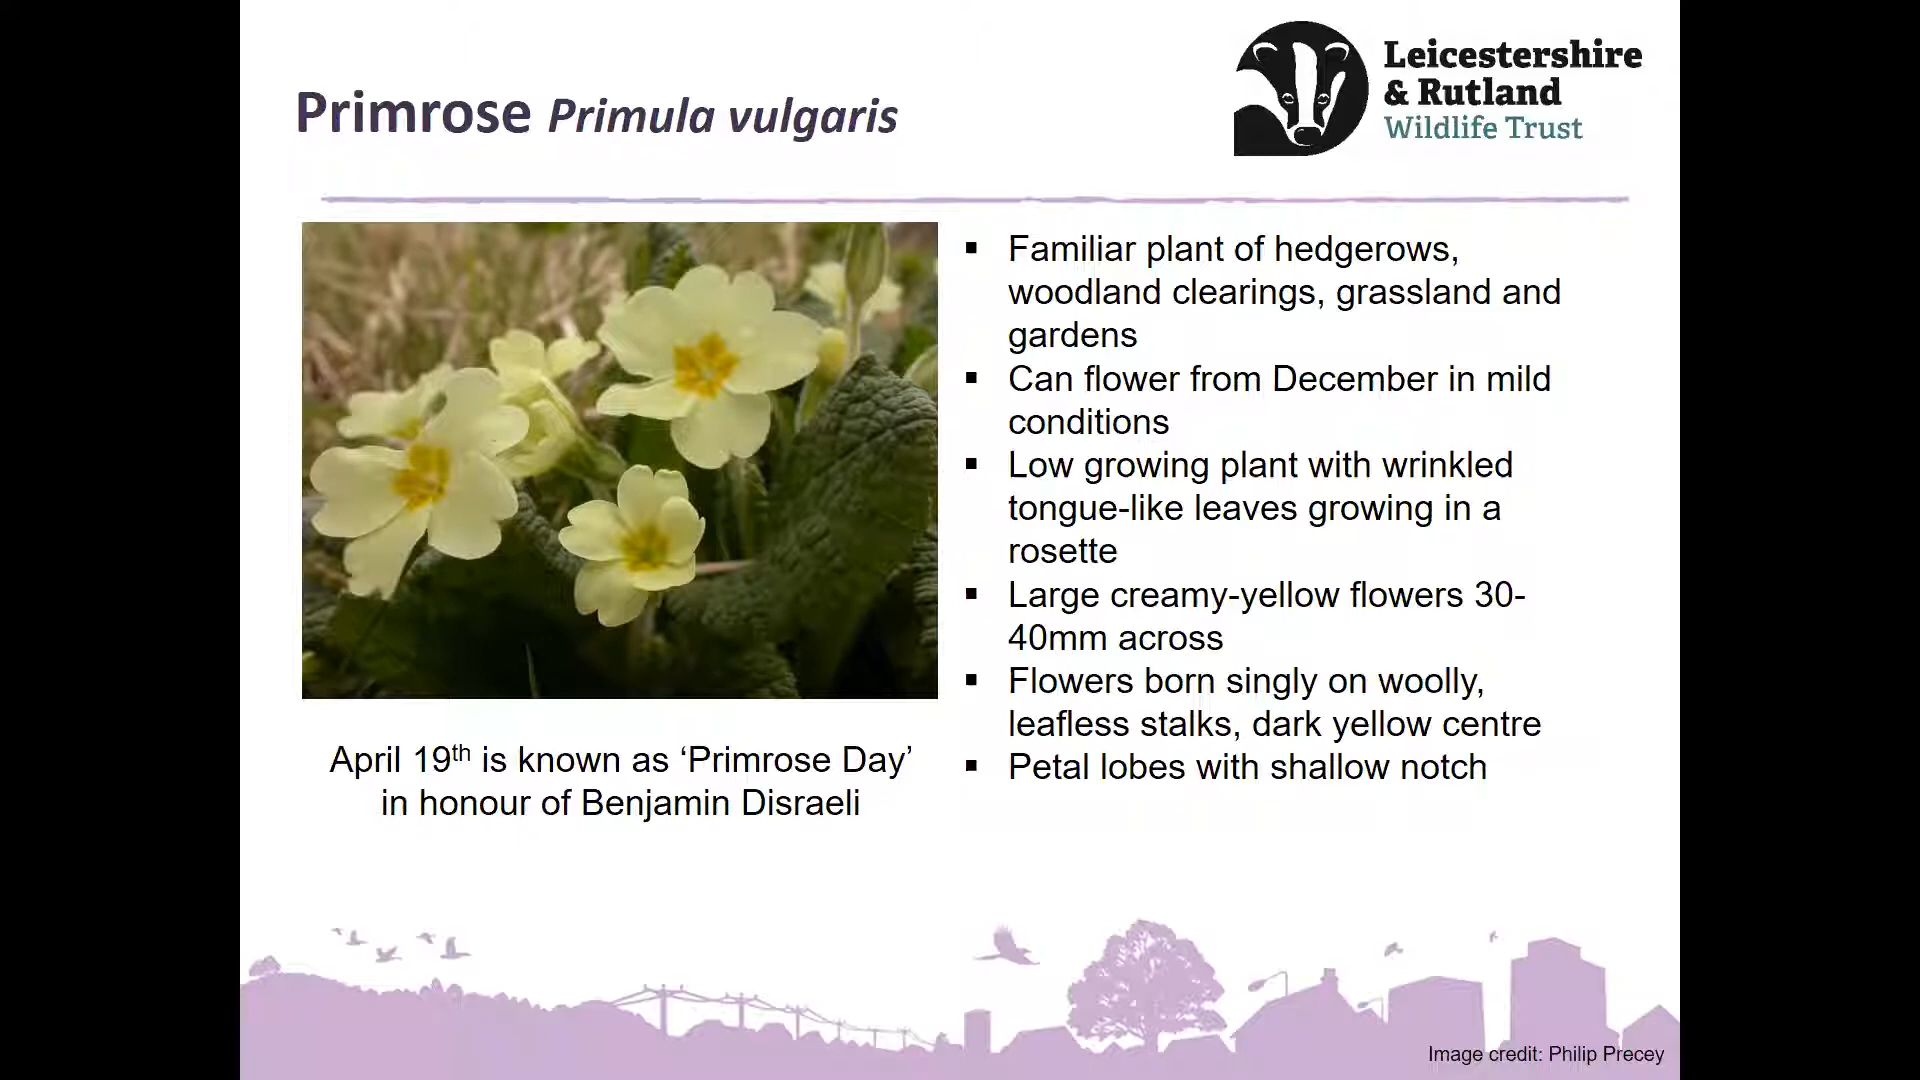 Primrose Primula vulgaris
Leicestershire
& Rutland
Wildlife Trust
▪ Familiar plant of hedgerows,
woodland clearings, grassland and
gardens
▪ Can flower from December in mild
conditions
▪ Low growing plant with wrinkled
tongue-like leaves growing in a
rosette
▪ Large creamy-yellow flowers 30-
40mm across
▪ Flowers born singly on woolly,
leafless stalks, dark yellow centre
▪ Petal lobes with shallow notch
April 19th is known as ‘Primrose Day’
in honour of Benjamin Disraeli
Image credit: Philip Precey